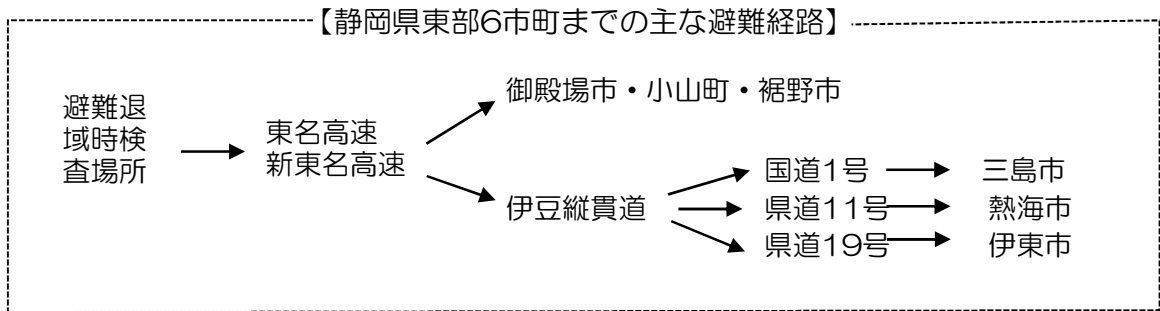 【静岡県東部6市町までの主な避難経路】
避難退
域時検
査場所
東名高速
新東名高速
御殿場市・小山町・裾野市
伊豆縦貫道
国道1号
三島市
県道11号
熱海市
県道19号
伊東市